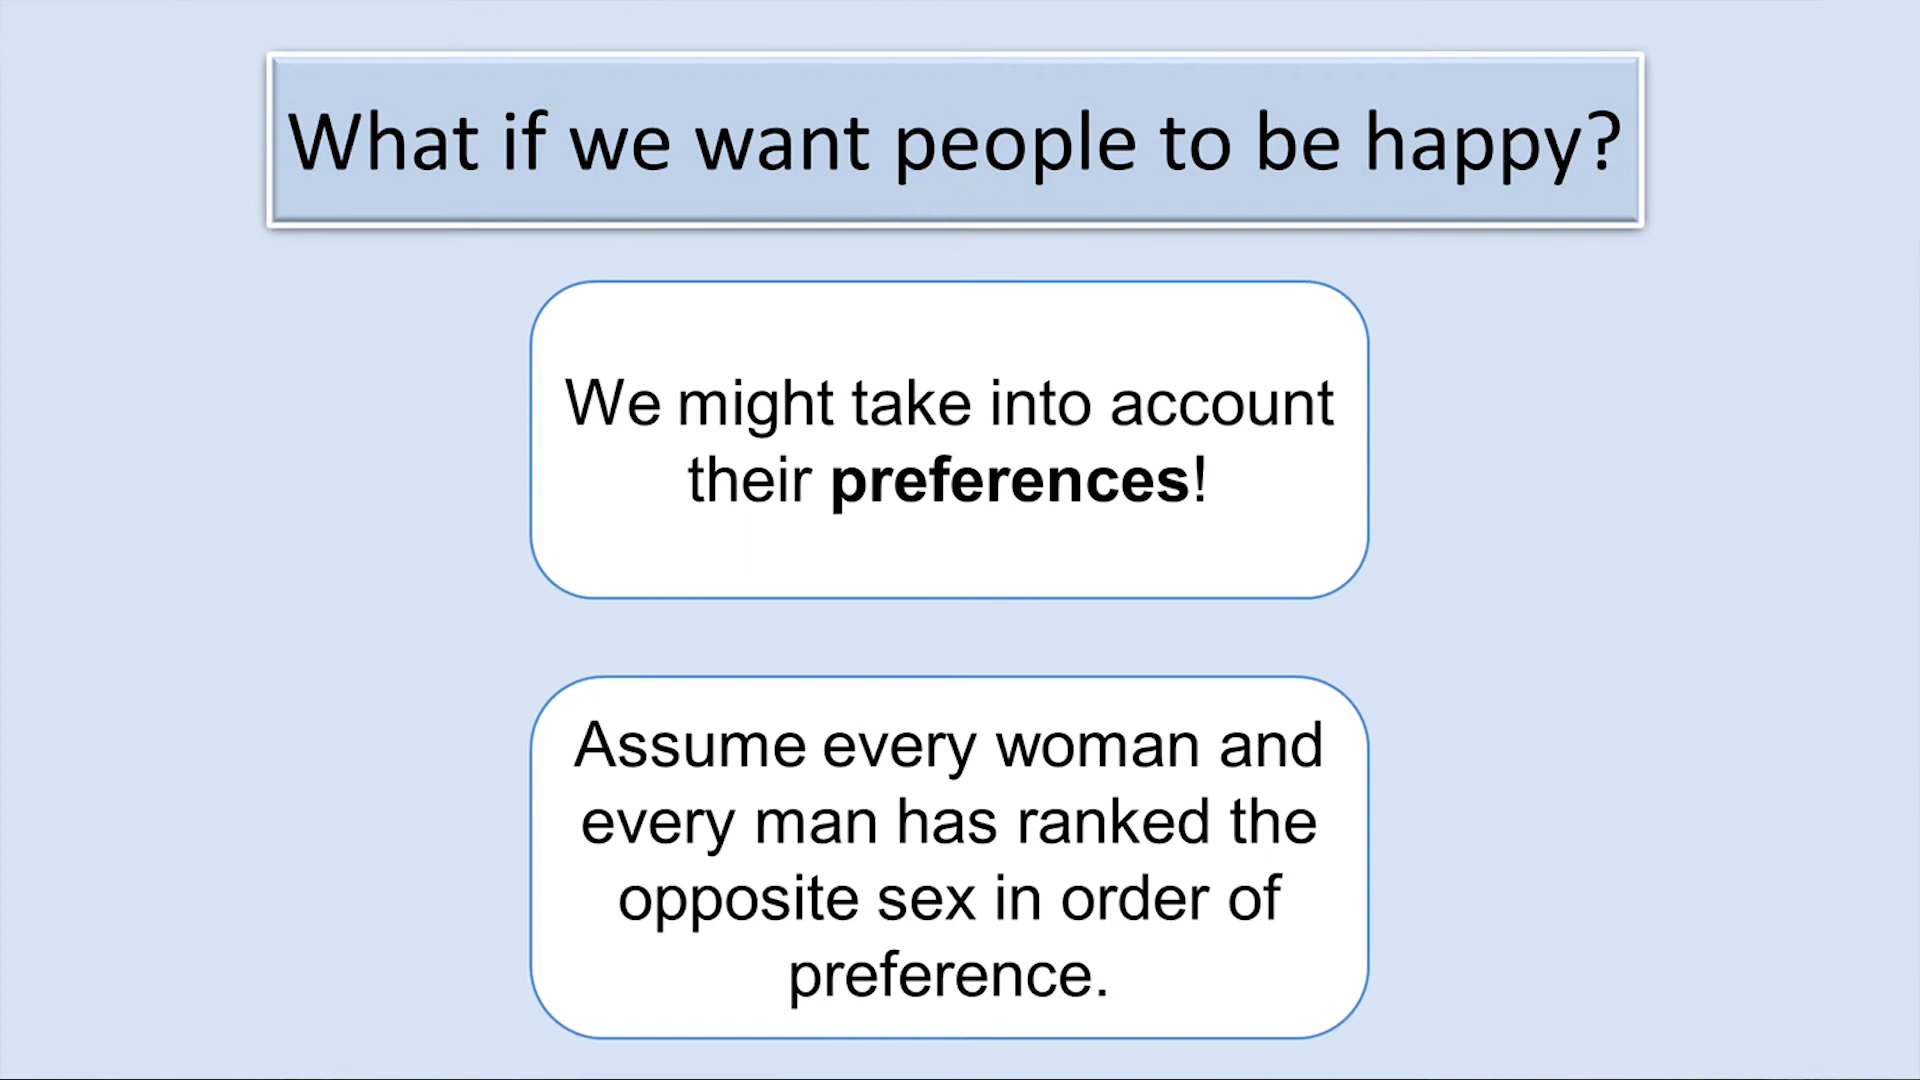 What if we want people to be happy?
We might take into account
their preferences!
Assume every woman and
every man has ranked the
opposite sex in order of
preference.